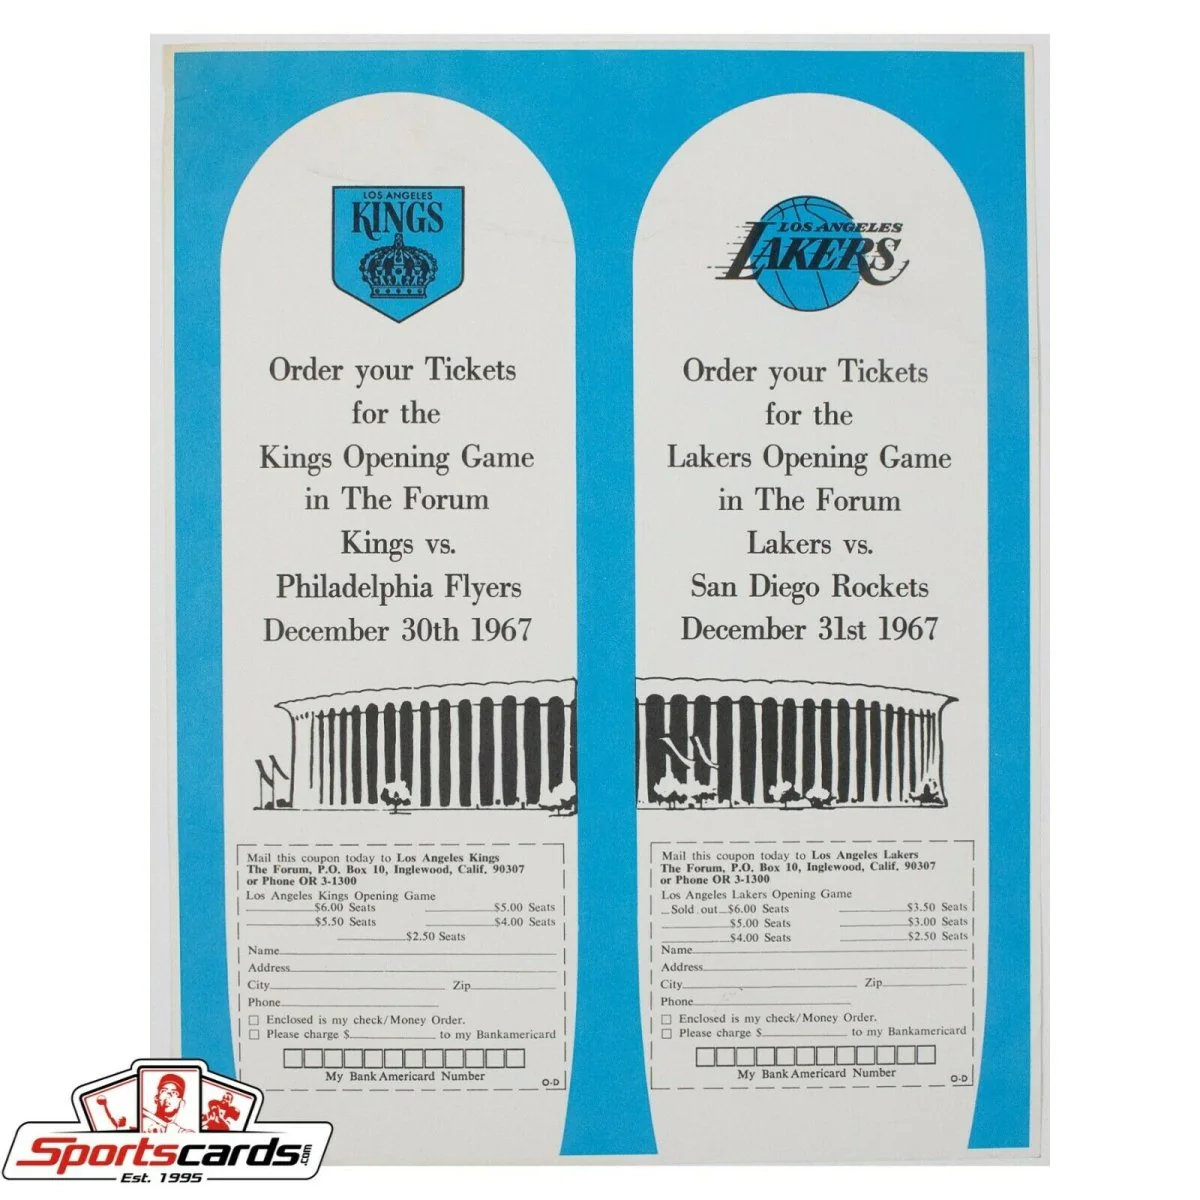 LOS ANGELES
KINGS
Order your Tickets
for the
Kings Opening Game
in The Forum
Kings vs.
Philadelphia Flyers
December 30th 1967
Mail this coupon today to Los Angeles Kings
The Forum, P.O. Box 10, Inglewood, Calif. 90307
or Phone OR 3-1300
Los Angeles Kings Opening Game
$6.00 Seats $5.00 Seats
$5.50 Seats $4.00 Seats
$2.50 Seats
Name
Address
City Zip
Phone
Enclosed is my check/Money Order.
Please charge $ to my Bankamericard
My Bank Americard Number
O-D
LOS ANGELES
LAKERS
Order your Tickets
for the
Lakers Opening Game
in The Forum
Lakers vs.
San Diego Rockets
December 31st 1967
Mail this coupon today to Los Angeles Lakers
The Forum, P.O. Box 10, Inglewood, Calif. 90307
or Phone OR 3-1300
Los Angeles Lakers Opening Game
Sold out $6.00 Seats $3.50 Seats
$5.00 Seats $3.00 Seats
$4.00 Seats $2.50 Seats
Name
Address
City Zip
Phone
Enclosed is my check/Money Order.
Please charge $ to my Bankamericard
My Bank Americard Number
O-D
Sportscards.com
Est. 1995